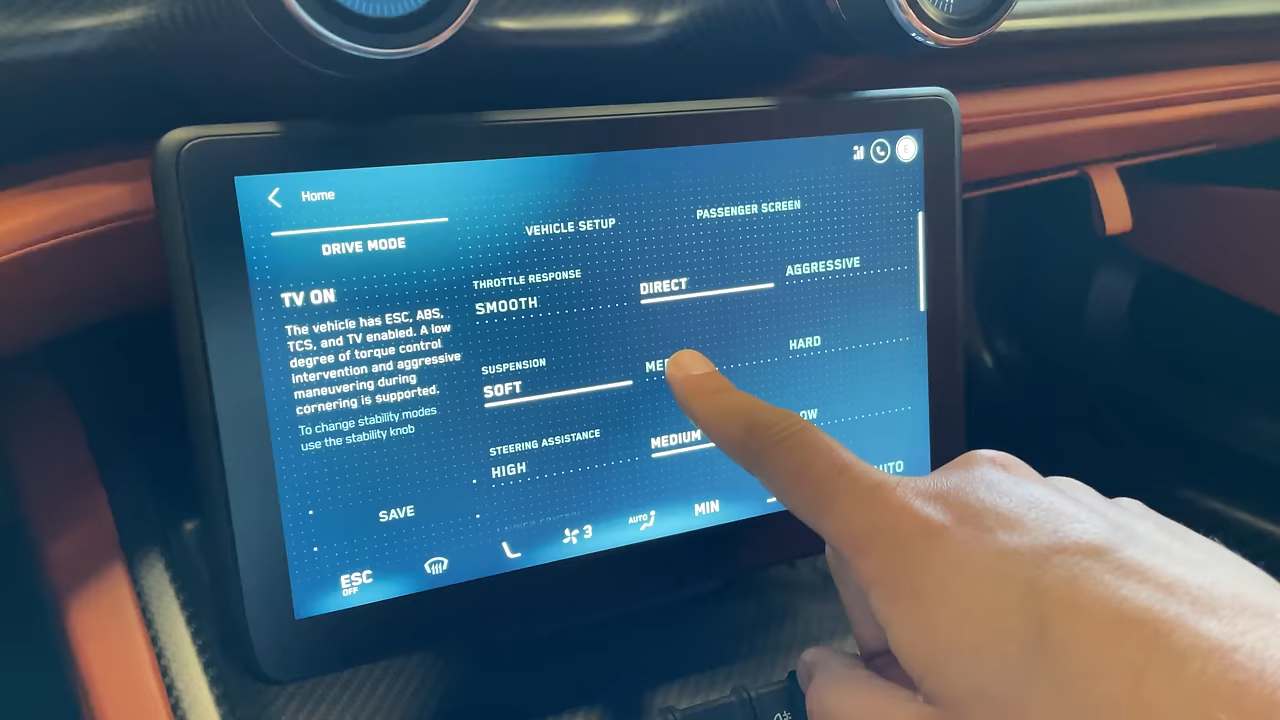 Home
DRIVE MODE
VEHICLE SETUP
PASSENGER SCREEN
TV ON
The vehicle has ESC, ABS,
TCS, and TV enabled. A low
degree of torque control
intervention and aggressive
maneuvering during
cornering is supported.
To change stability modes
use the stability knob
SAVE
THROTTLE RESPONSE
SMOOTH
DIRECT
AGGRESSIVE
SUSPENSION
SOFT
HARD
STEERING ASSISTANCE
HIGH
MEDIUM
ESC
OFF
3
AUTO
MIN
E